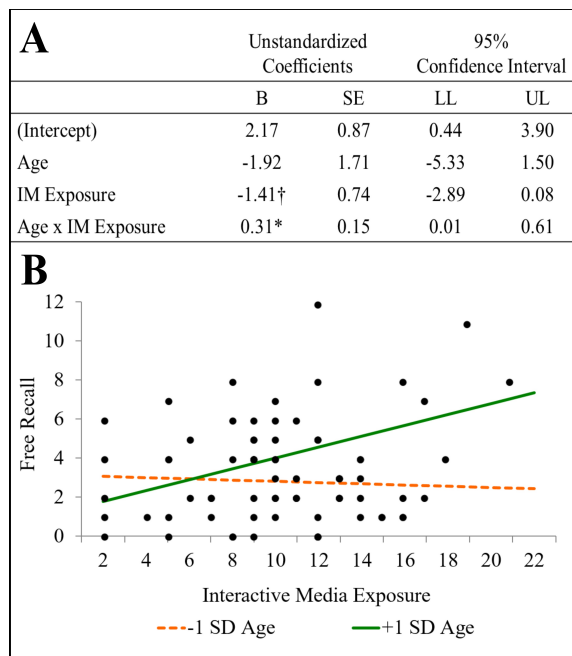 A
Unstandardized Coefficients 95% Confidence Interval
B SE LL UL
(Intercept) 2.17 0.87 0.44 3.90
Age -1.92 1.71 -5.33 1.50
IM Exposure -1.41† 0.74 -2.89 0.08
Age x IM Exposure 0.31* 0.15 0.01 0.61
B
12
10
8
6
4
2
0
Free Recall
2 4 6 8 10 12 14 16 18 20 22
Interactive Media Exposure
-1 SD Age +1 SD Age